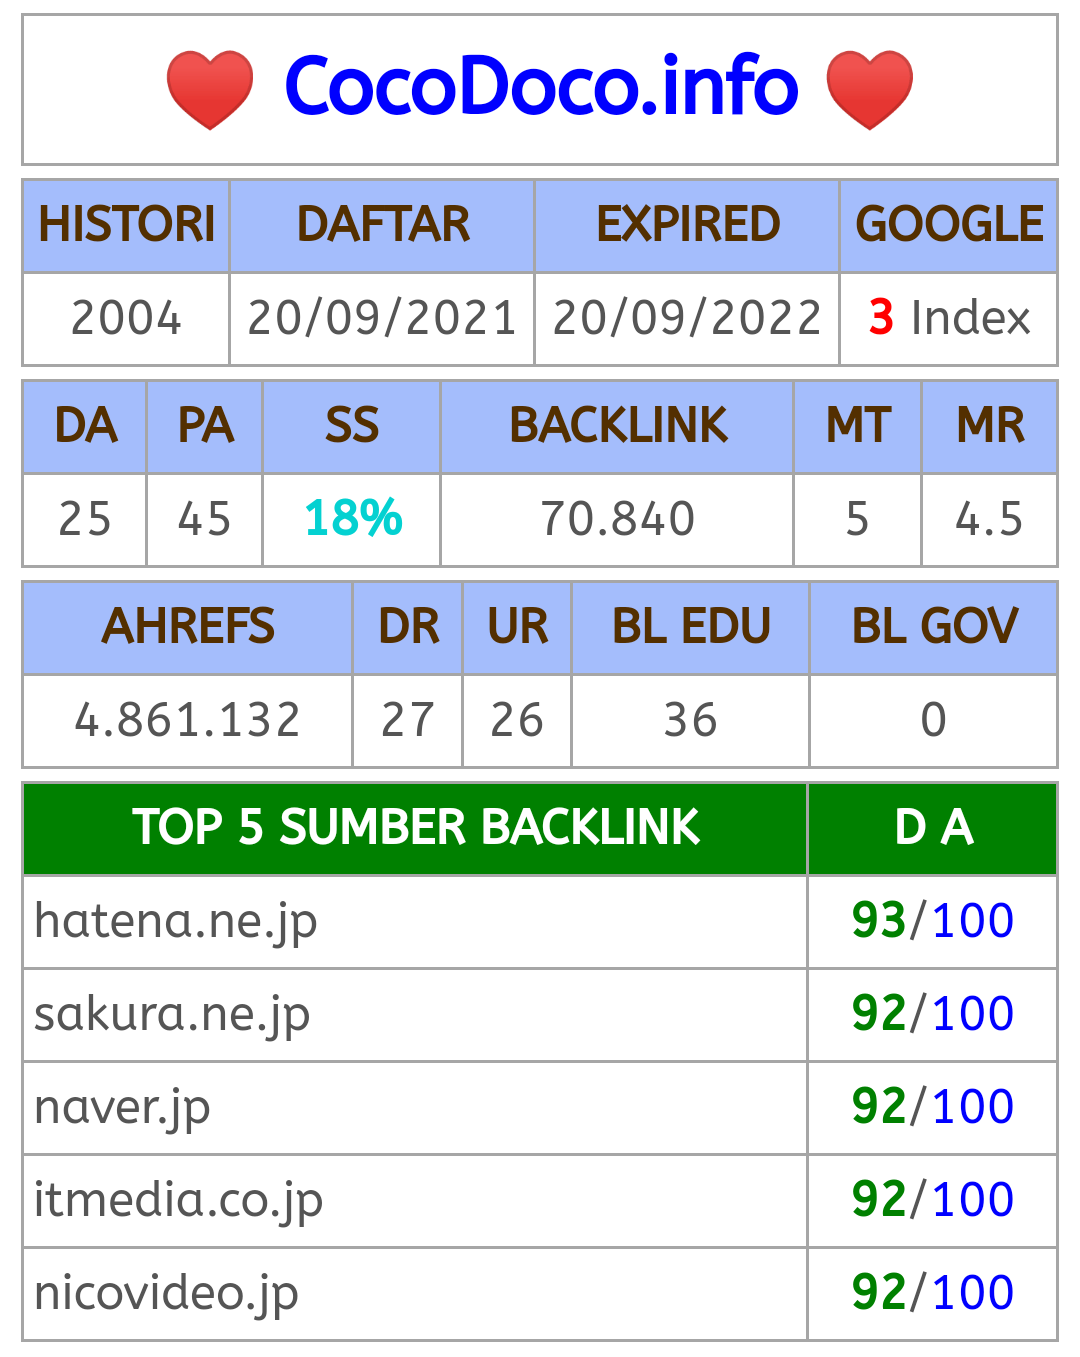 CocoDoco.info
HISTORI DAFTAR EXPIRED GOOGLE
2004 20/09/2021 20/09/2022 3 Index
DA PA SS BACKLINK MT MR
25 45 18% 70.840 5 4.5
AHREFS DR UR BL EDU BL GOV
4.861.132 27 26 36 0
TOP 5 SUMBER BACKLINK D A
hatena.ne.jp 93/100
sakura.ne.jp 92/100
naver.jp 92/100
itmedia.co.jp 92/100
nicovideo.jp 92/100